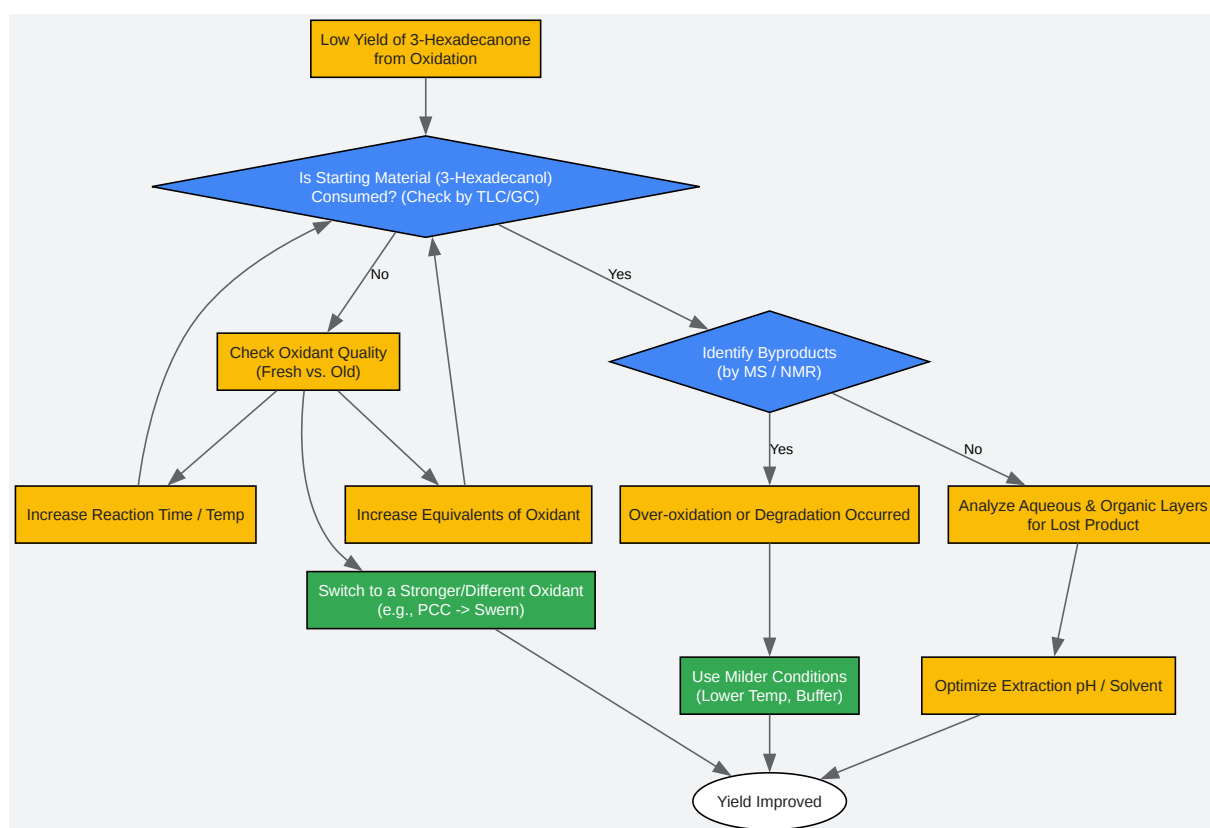 Low Yield of 3-Hexadecanone
from Oxidation
Is Starting Material (3-Hexadecanol)
Consumed? (Check by TLC/GC)
No
Yes
Check Oxidant Quality
(Fresh vs. Old)
Identify Byproducts
(by MS / NMR)
Yes
No
Increase Reaction Time / Temp
Increase Equivalents of Oxidant
Over-oxidation or Degradation Occurred
Analyze Aqueous & Organic Layers
for Lost Product
Switch to a Stronger/Different Oxidant
(e.g., PCC -> Swern)
Use Milder Conditions
(Lower Temp, Buffer)
Optimize Extraction pH / Solvent
Yield Improved